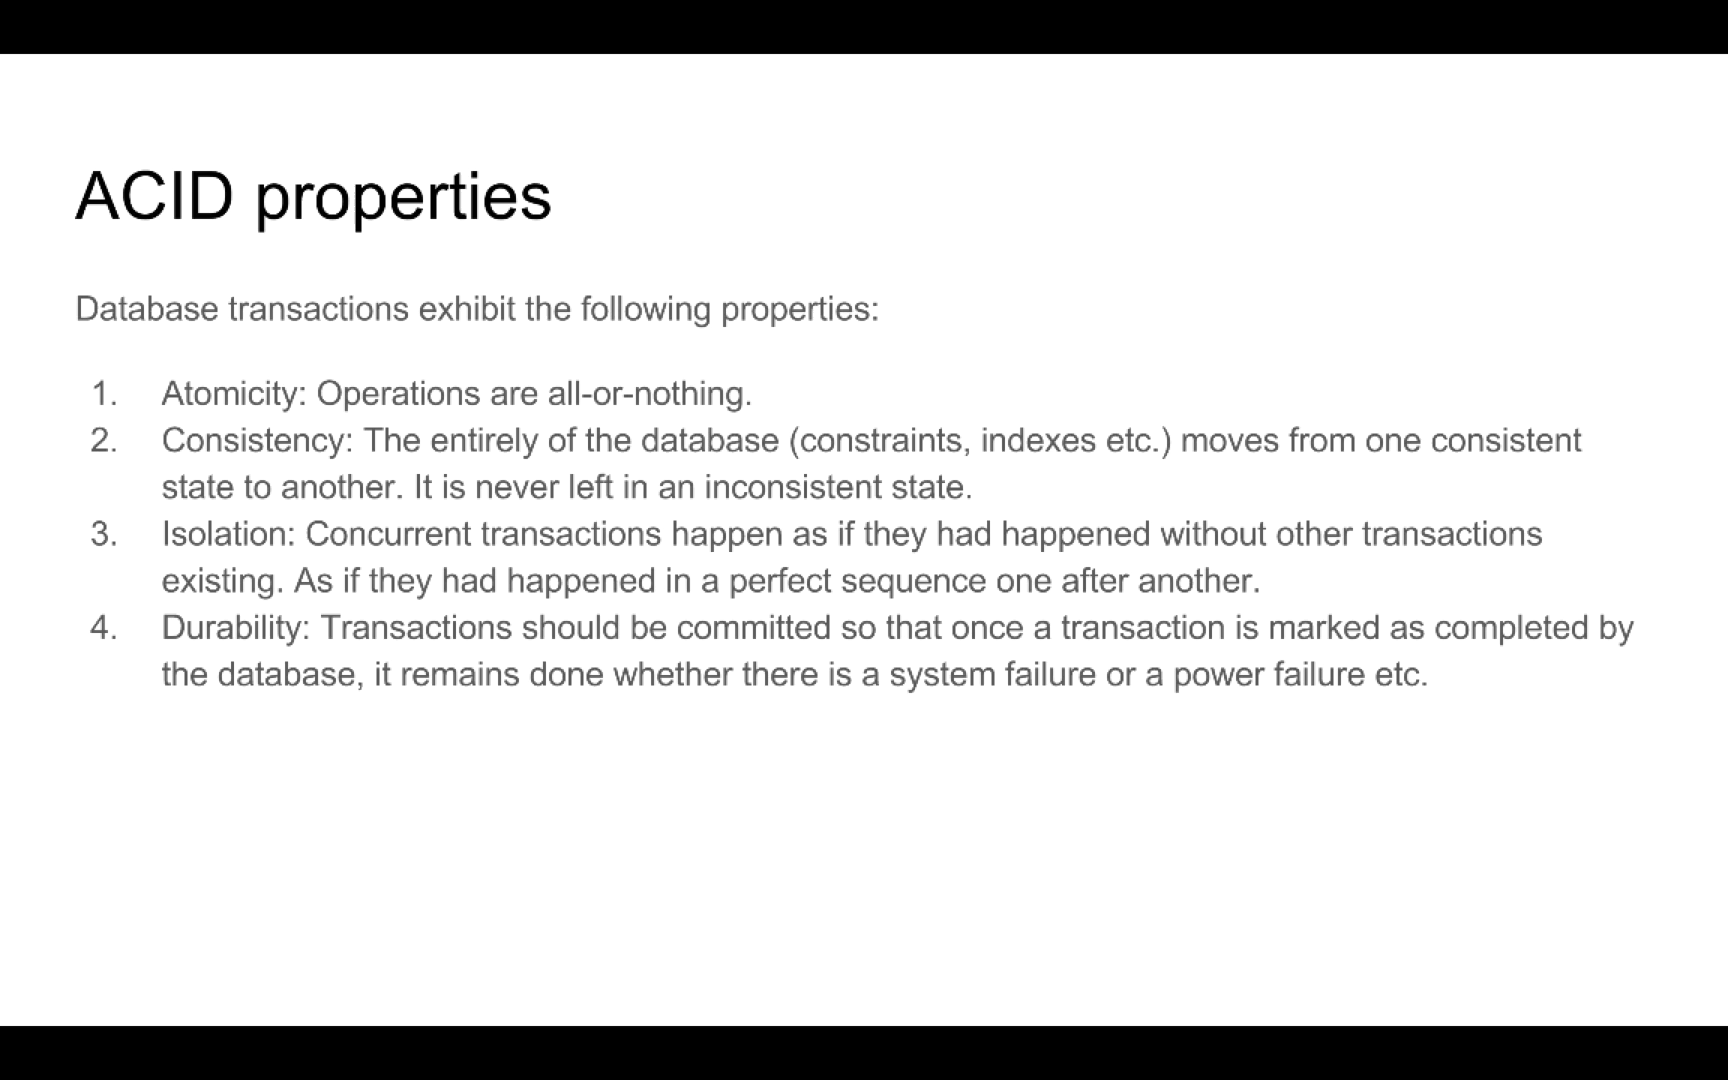 ACID properties
Database transactions exhibit the following properties:
1. Atomicity: Operations are all-or-nothing.
2. Consistency: The entirely of the database (constraints, indexes etc.) moves from one consistent
state to another. It is never left in an inconsistent state.
3. Isolation: Concurrent transactions happen as if they had happened without other transactions
existing. As if they had happened in a perfect sequence one after another.
4. Durability: Transactions should be committed so that once a transaction is marked as completed by
the database, it remains done whether there is a system failure or a power failure etc.